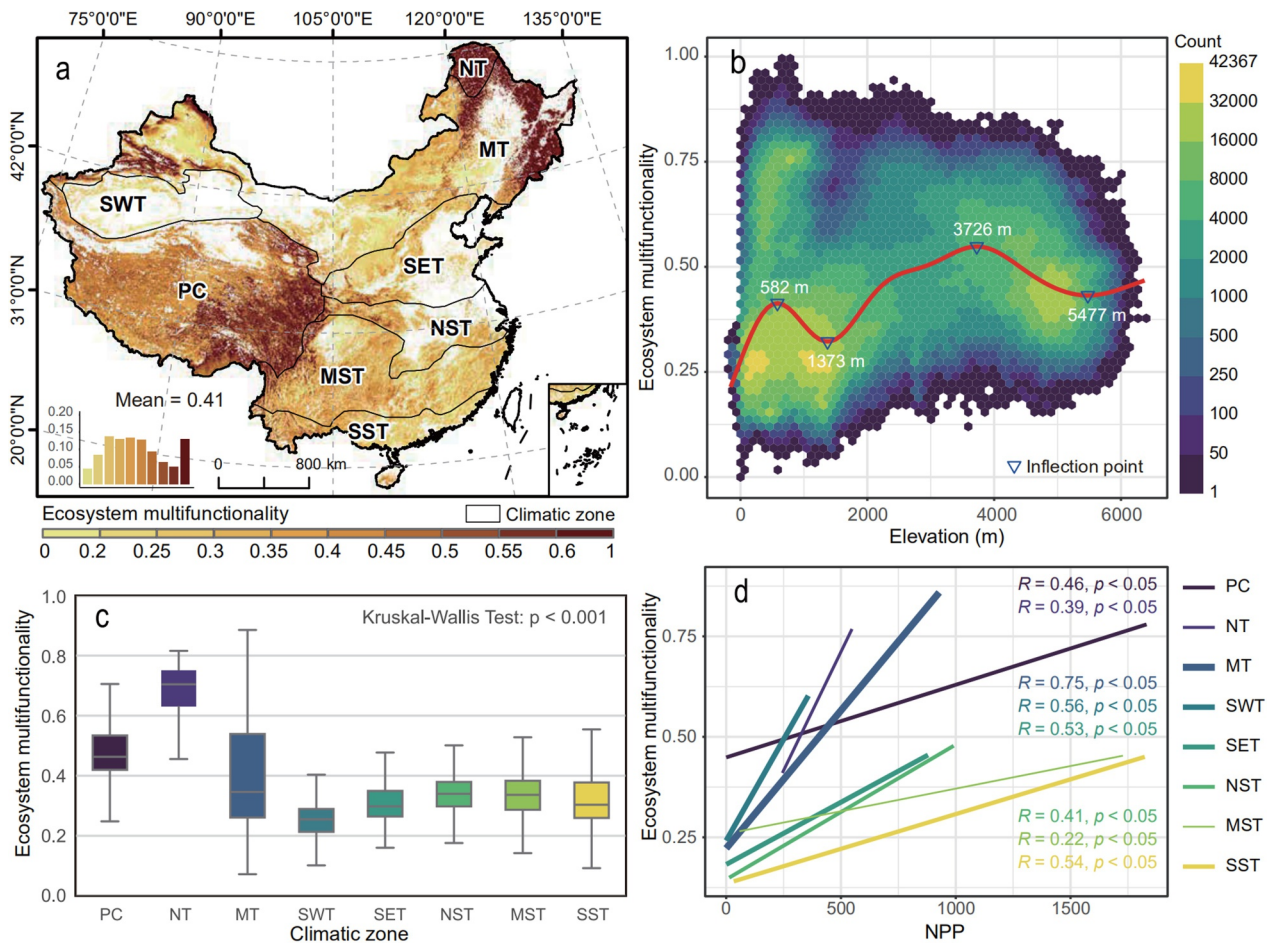 75°0'0"E 90°0'0"E 105°0'0"E 120°0'0"E 135°0'0"E
42°0'0"N
31°0'0"N
20°0'0"N
a
NT
MT
SWT
SET
PC
NST
MST
SST
Mean = 0.41
0.20
0.15
0.10
0.05
0.00
0 800 km
Ecosystem multifunctionality Climatic zone
0 0.2 0.25 0.3 0.35 0.4 0.45 0.5 0.55 0.6 1
b
Ecosystem multifunctionality
1.00
0.75
0.50
0.25
0.00
3726 m
582 m
5477 m
1373 m
Inflection point
0 2000 4000 6000
Elevation (m)
Count
42367
32000
16000
8000
4000
2000
1000
500
250
100
50
1
c
Kruskal-Wallis Test: p < 0.001
Ecosystem multifunctionality
1.0
0.8
0.6
0.4
0.2
0.0
PC NT MT SWT SET NST MST SST
Climatic zone
d
Ecosystem multifunctionality
0.75
0.50
0.25
R = 0.46, p < 0.05
R = 0.39, p < 0.05
R = 0.75, p < 0.05
R = 0.56, p < 0.05
R = 0.53, p < 0.05
R = 0.41, p < 0.05
R = 0.22, p < 0.05
R = 0.54, p < 0.05
0 500 1000 1500
NPP
PC
NT
MT
SWT
SET
NST
MST
SST